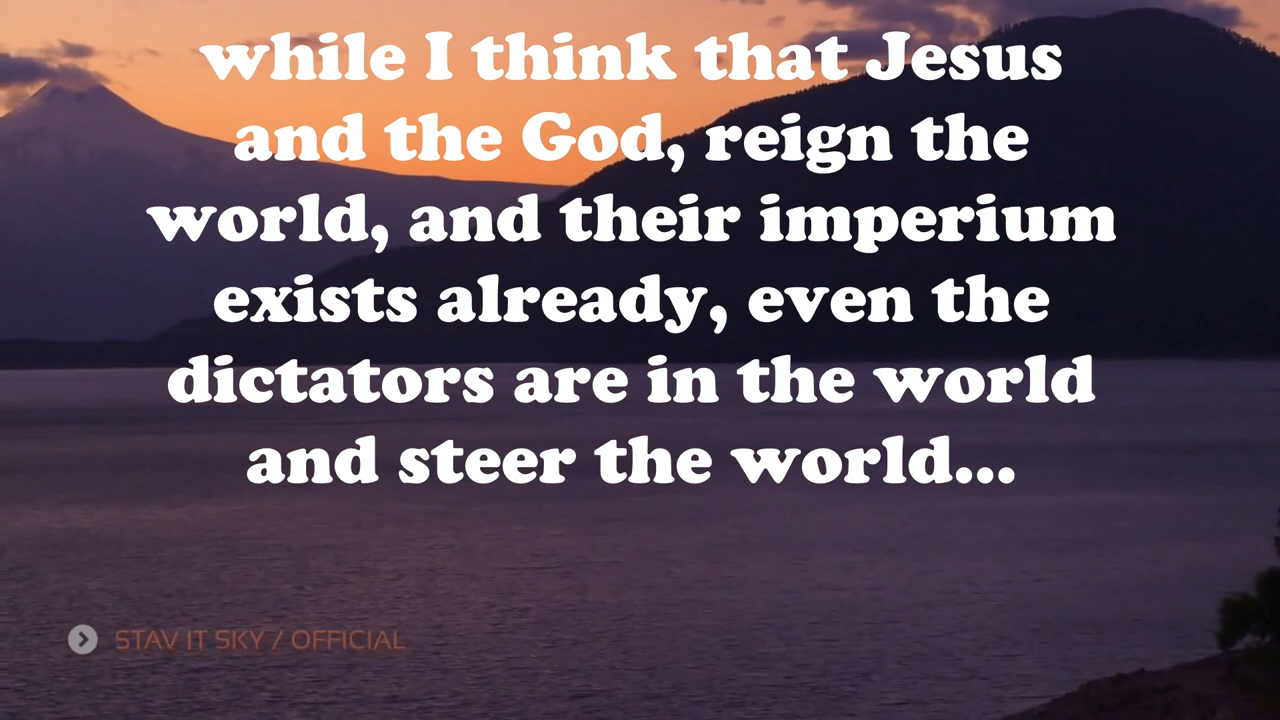 while I think that Jesus
and the God, reign the
world, and their imperium
exists already, even the
dictators are in the world
and steer the world...
STAV IT SKY / OFFICIAL